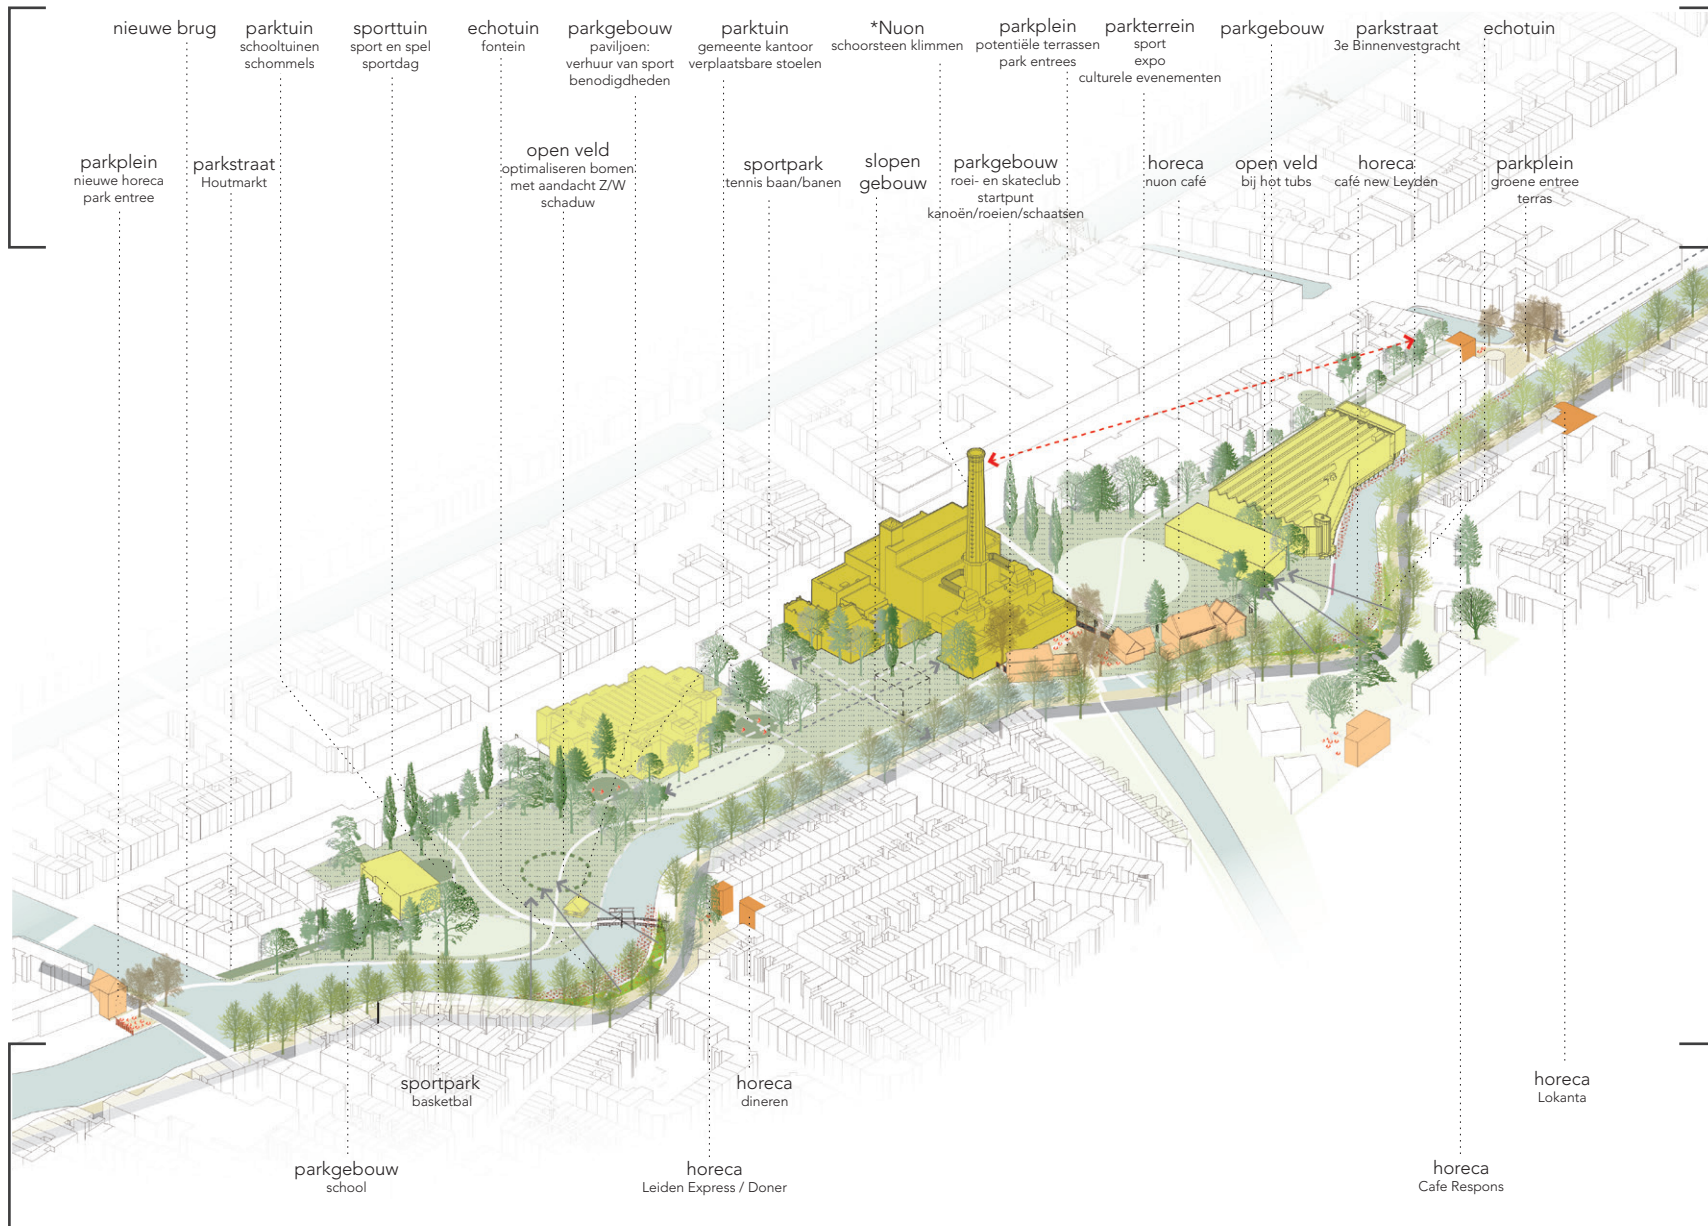 nieuwe brug
parktuin
schooltuinen
schommels
sporttuin
sport en spel
sportdag
echotuin
fontein
parkgebouw
paviljoen:
verhuur van sport
benodigdheden
parktuin
gemeente kantoor
verplaatsbare stoelen
*Nuon
schoorsteen klimmen
parkplein
potentiële terrassen
park entrees
parkterrein
sport
expo
culturele evenementen
parkgebouw
parkstraat
3e Binnenvestgracht
echotuin
parkplein
nieuwe horeca
park entree
parkstraat
Houtmarkt
open veld
optimaliseren bomen
met aandacht Z/W
schaduw
sportpark
tennis baan/banen
slopen
gebouw
parkgebouw
roei- en skateclub
startpunt
kanoën/roeien/schaatsen
horeca
nuon café
open veld
bij hot tubs
horeca
café new Leyden
parkplein
groene entree
terras
sportpark
basketbal
horeca
dineren
horeca
Lokanta
parkgebouw
school
horeca
Leiden Express / Doner
horeca
Cafe Respons